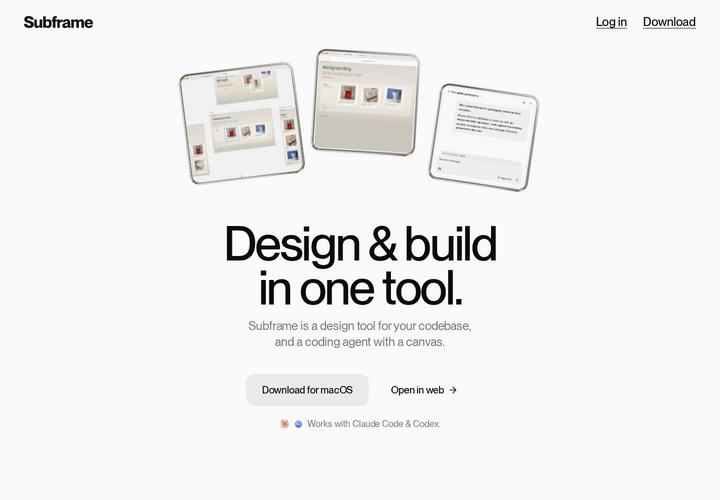 Subframe
Log in
Download
Design & build
in one tool.
Subframe is a design tool for your codebase,
and a coding agent with a canvas.
Download for macOS
Open in web →
Works with Claude Code & Codex.